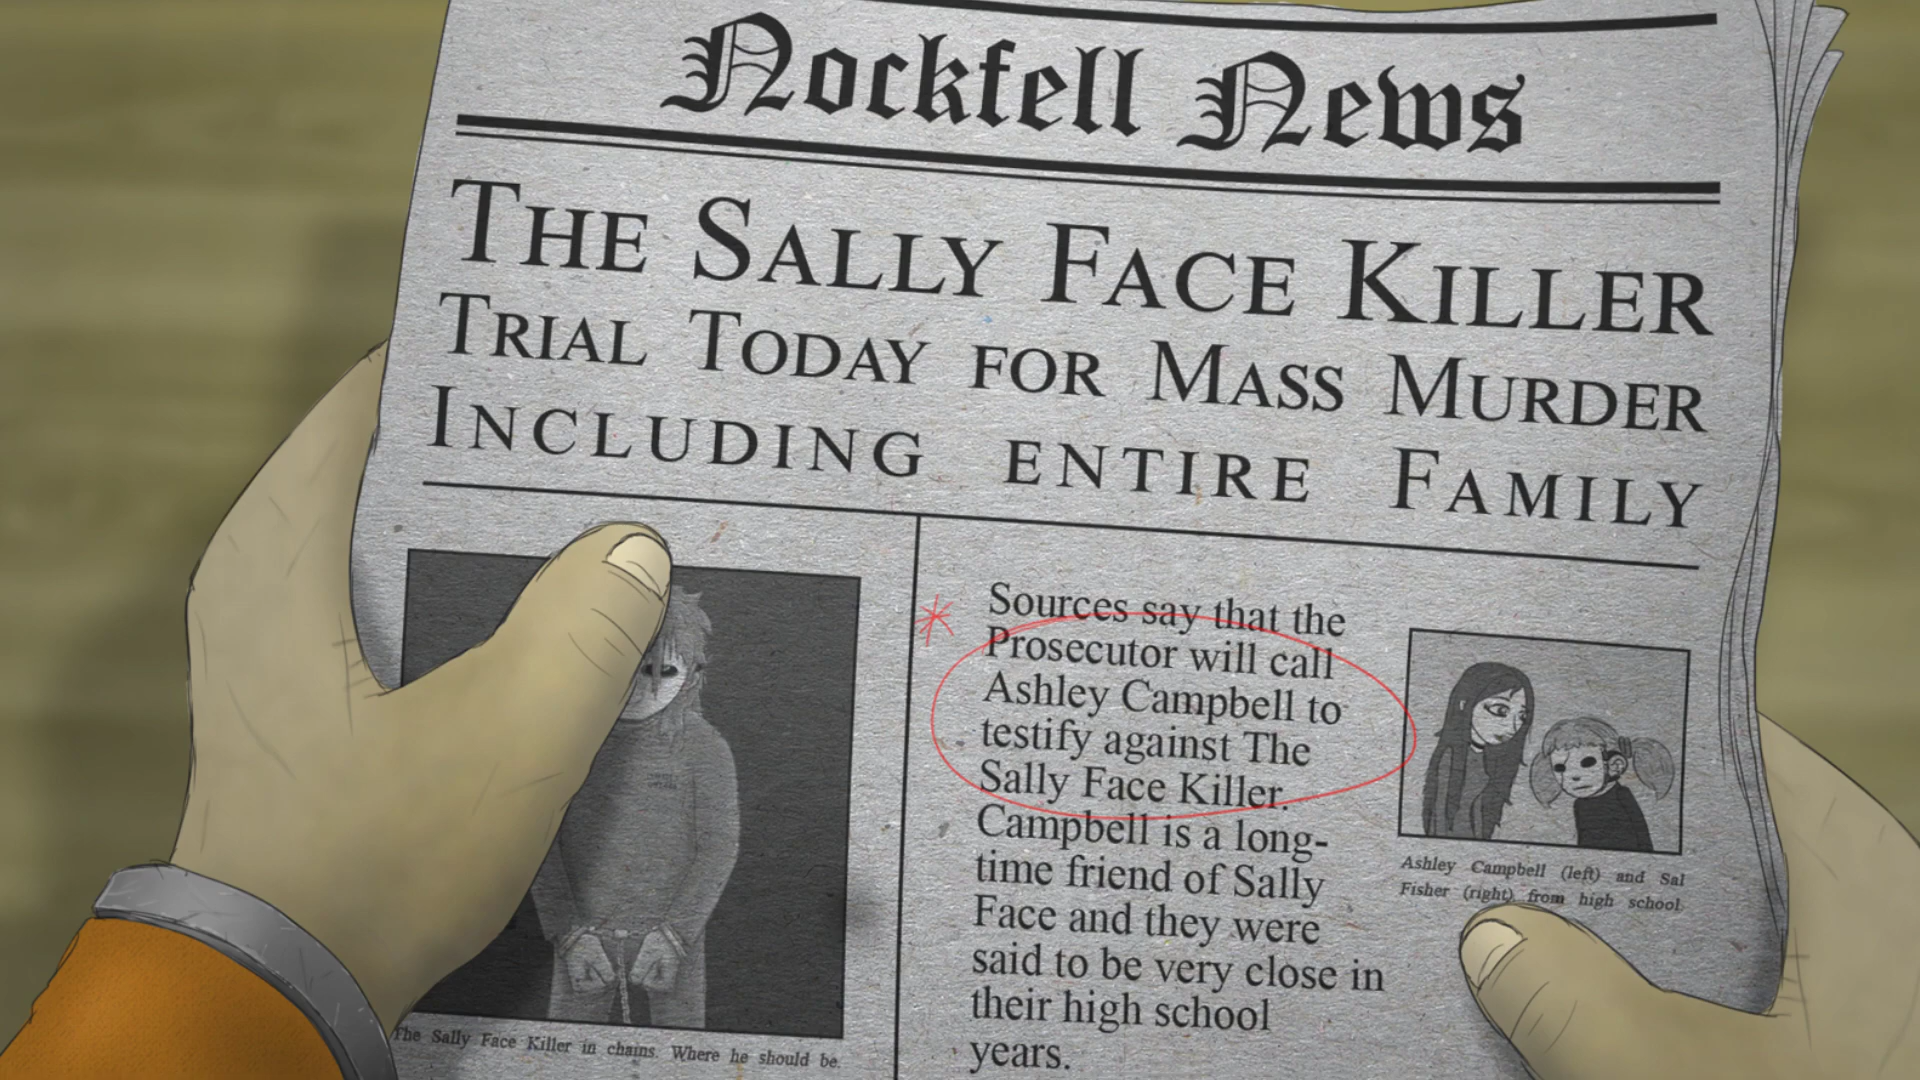 Nockfell News
The Sally Face Killer
Trial Today for Mass Murder
Including entire Family
Sources say that the
Prosecutor will call
Ashley Campbell to
testify against The
Sally Face Killer.
Campbell is a long-
time friend of Sally
Face and they were
said to be very close in
their high school
years.
Ashley Campbell (left) and Sal
Fisher (right) from high school.
The Sally Face Killer in chains. Where he should be.